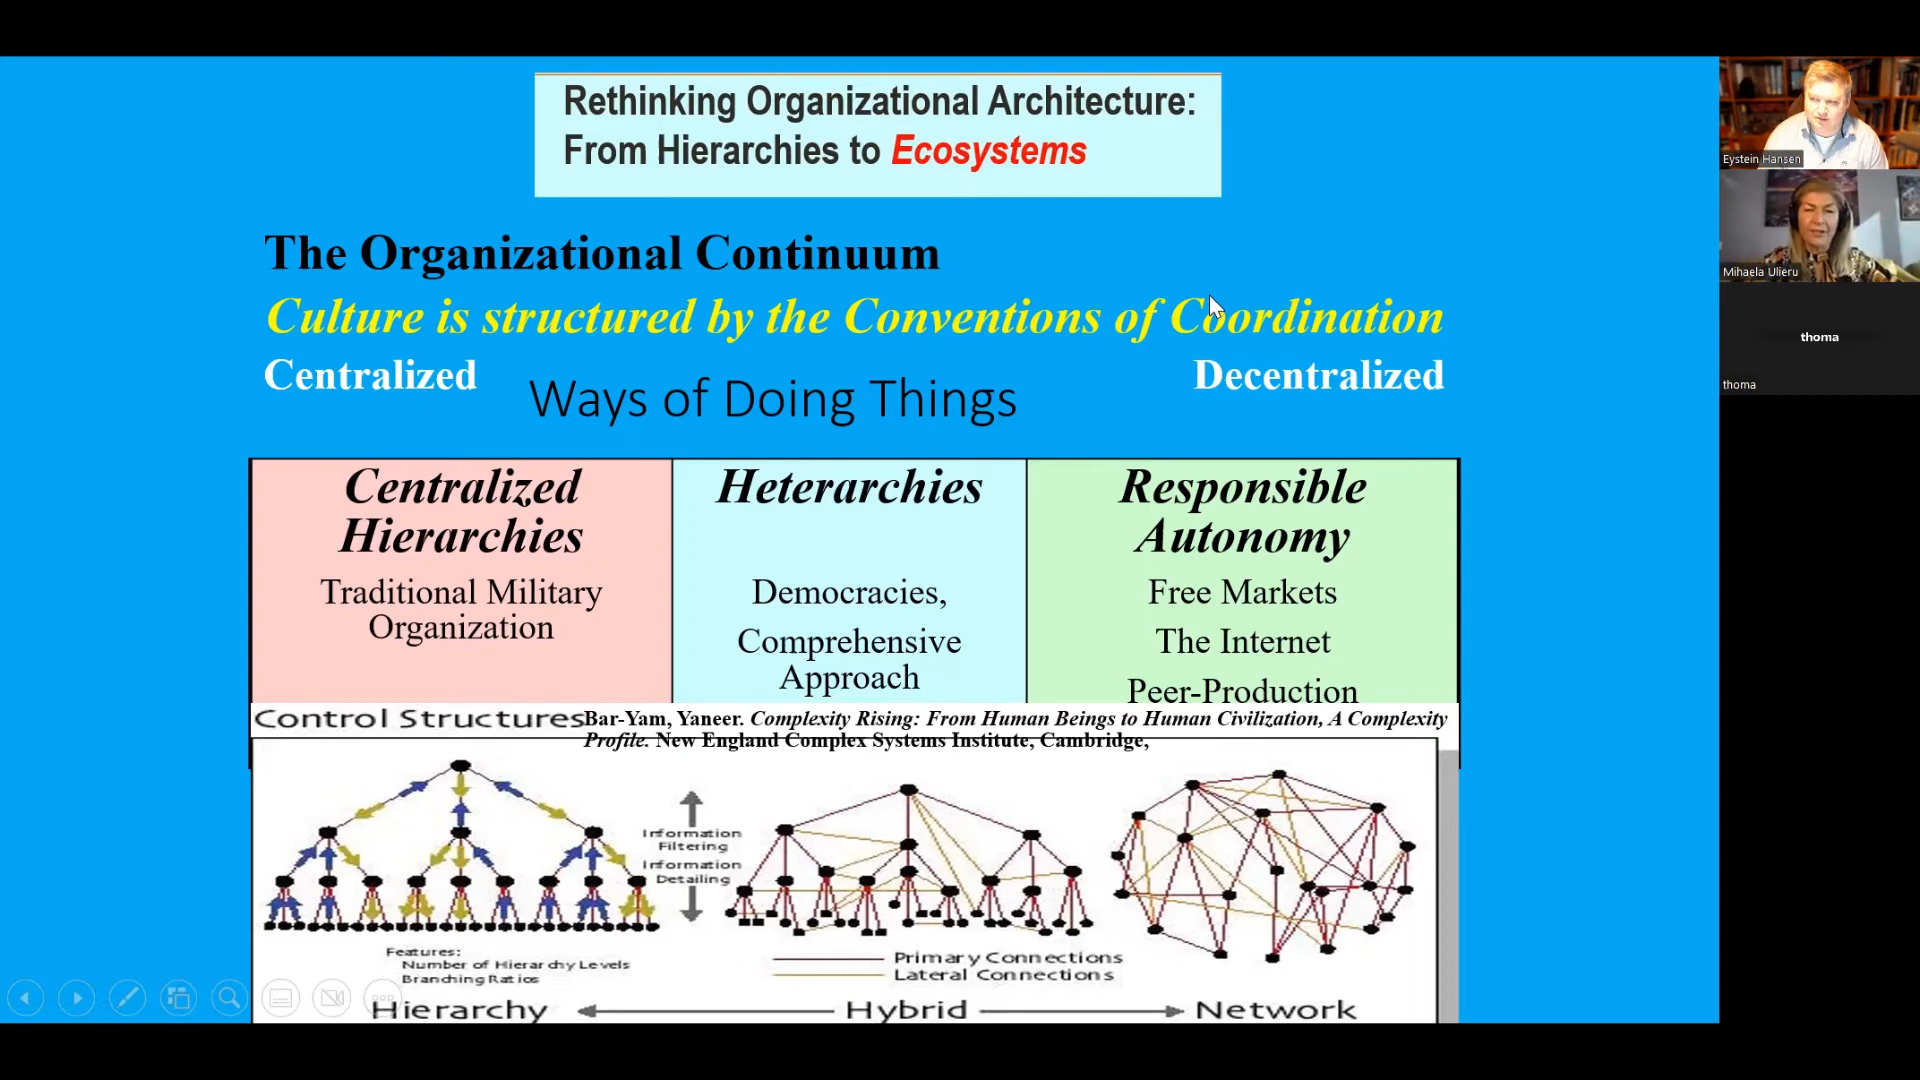 Rethinking Organizational Architecture:
From Hierarchies to Ecosystems
The Organizational Continuum
Culture is structured by the Conventions of Coordination
Centralized
Ways of Doing Things
Decentralized
Centralized
Hierarchies
Traditional Military
Organization
Heterarchies
Democracies,
Comprehensive
Approach
Responsible
Autonomy
Free Markets
The Internet
Peer-Production
Control Structures
Bar-Yam, Yaneer. Complexity Rising: From Human Beings to Human Civilization, A Complexity
Profile. New England Complex Systems Institute, Cambridge,
Information
Filtering
Information
Detailing
Features:
Number of Hierarchy Levels
Branching Ratios
Primary Connections
Lateral Connections
Hierarchy
Hybrid
Network
Eystein Hansen
Mihaela Ulieru
thoma
thoma